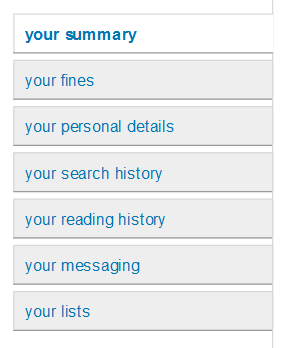 your summary
your fines
your personal details
your search history
your reading history
your messaging
your lists